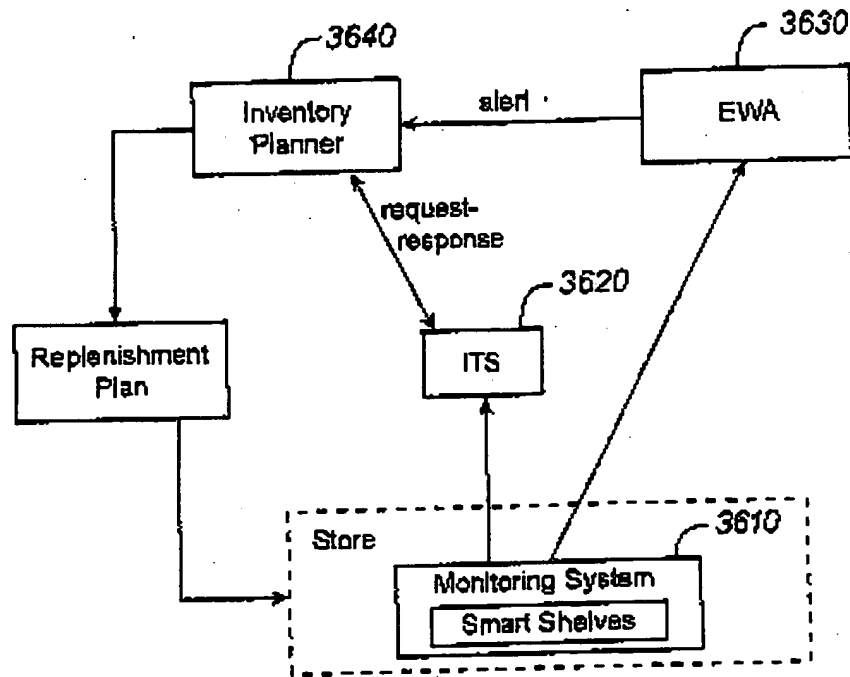 3640
3630
Inventory
Planner
alert
EWA
request-
response
3620
Replenishment
Plan
ITS
Store
3610
Monitoring System
Smart Shelves